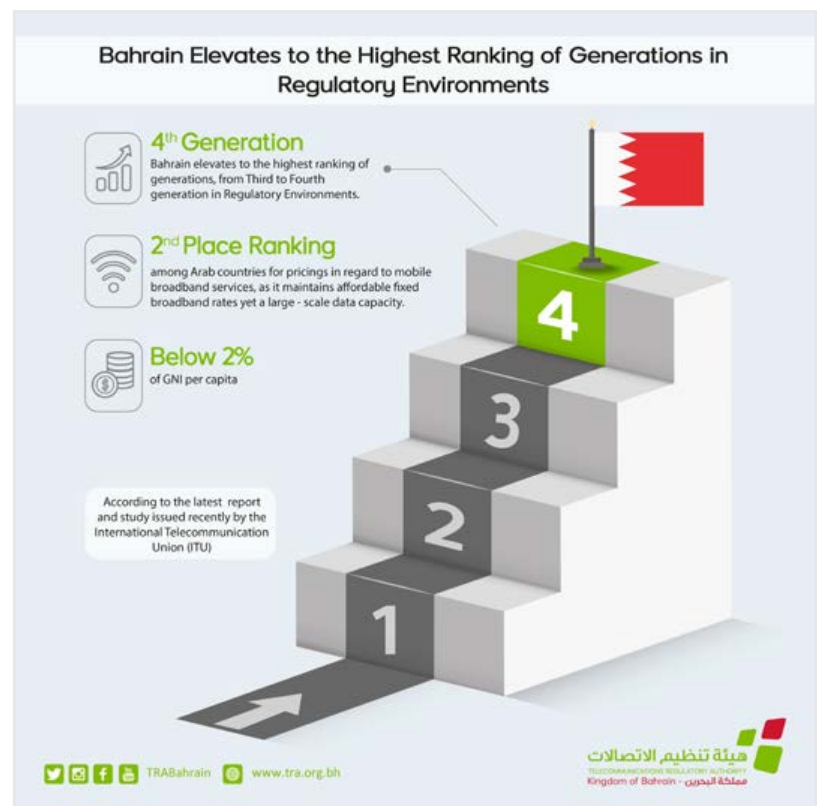 Bahrain Elevates to the Highest Ranking of Generations in
Regulatory Environments
4th Generation
Bahrain elevates to the highest ranking of
generations, from Third to Fourth
generation in Regulatory Environments.
2nd Place Ranking
among Arab countries for pricings in regard to mobile
broadband services, as it maintains affordable fixed
broadband rates yet a large - scale data capacity.
Below 2%
of GNI per capita
According to the latest report
and study issued recently by the
International Telecommunication
Union (ITU)
4
3
2
1
TRABahrain
www.tra.org.bh
هيئة تنظيم الاتصالات
TELECOMMUNICATIONS REGULATORY AUTHORITY
Kingdom of Bahrain - مملكة البحرين